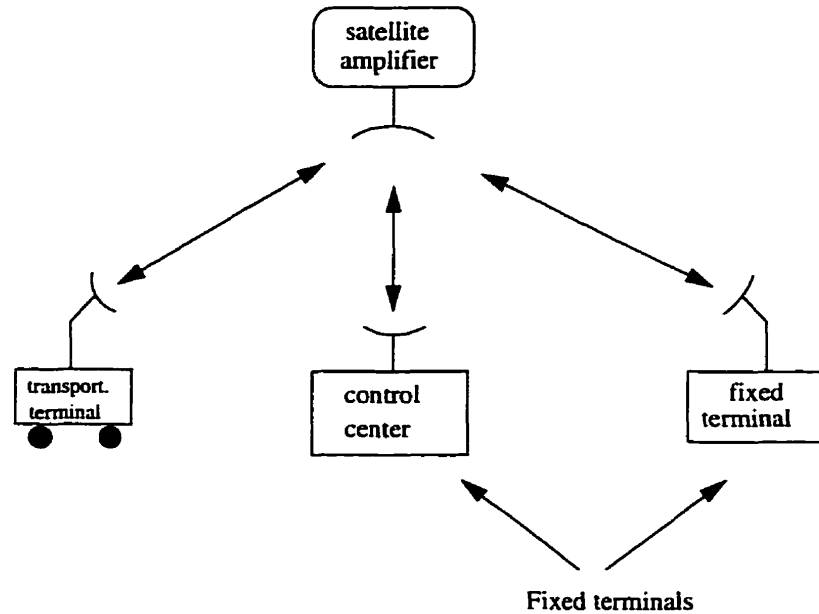 satellite
amplifier
transport.
terminal
control
center
fixed
terminal
Fixed terminals